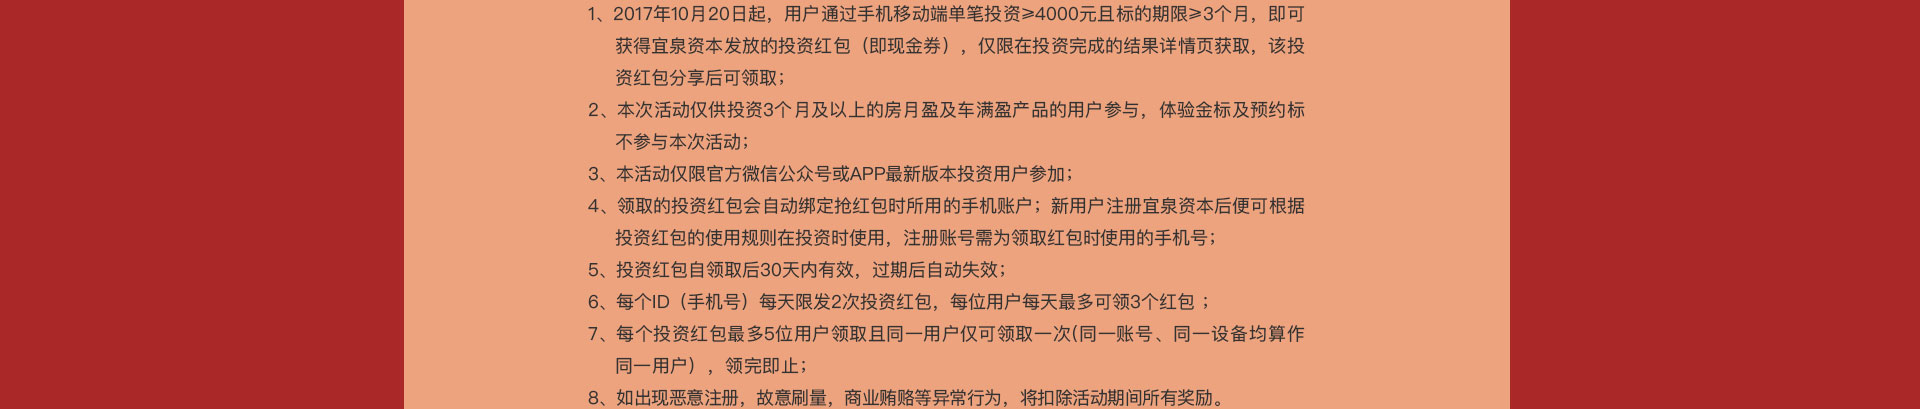 1、2017年10月20日起，用户通过手机移动端单笔投资≥4000元且标的期限≥3个月，即可
获得宜泉资本发放的投资红包（即现金券），仅限在投资完成的结果详情页获取，该投
资红包分享后可领取；
2、本次活动仅供投资3个月及以上的房月盈及车满盈产品的用户参与，体验金标及预约标
不参与本次活动；
3、本活动仅限官方微信公众号或APP最新版本投资用户参加；
4、领取的投资红包会自动绑定抢红包时所用的手机账户；新用户注册宜泉资本后便可根据
投资红包的使用规则在投资时使用，注册账号需为领取红包时使用的手机号；
5、投资红包自领取后30天内有效，过期后自动失效；
6、每个ID（手机号）每天限发2次投资红包，每位用户每天最多可领3个红包 ；
7、每个投资红包最多5位用户领取且同一用户仅可领取一次(同一账号、同一设备均算作
同一用户），领完即止；
8、如出现恶意注册，故意刷量，商业贿赂等异常行为，将扣除活动期间所有奖励。